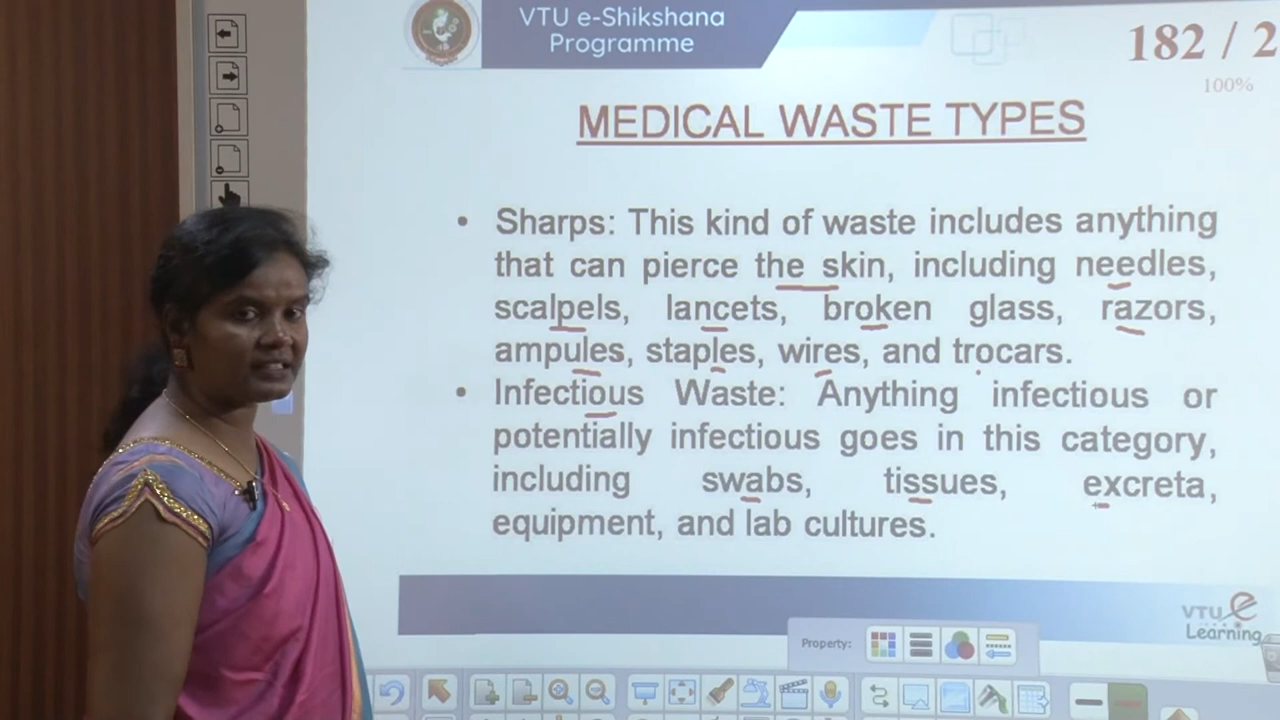 VTU e-Shikshana
Programme
182 / 2
100%
MEDICAL WASTE TYPES
• Sharps: This kind of waste includes anything
that can pierce the skin, including needles,
scalpels, lancets, broken glass, razors,
ampules, staples, wires, and trocars.
• Infectious Waste: Anything infectious or
potentially infectious goes in this category,
including swabs, tissues, excreta,
equipment, and lab cultures.
VTU e
Learning
Property: